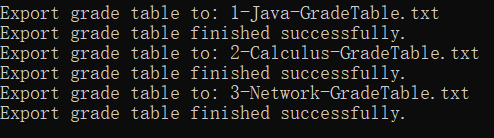 Export grade table to: 1-Java-GradeTable.txt
Export grade table finished successfully.
Export grade table to: 2-Calculus-GradeTable.txt
Export grade table finished successfully.
Export grade table to: 3-Network-GradeTable.txt
Export grade table finished successfully.